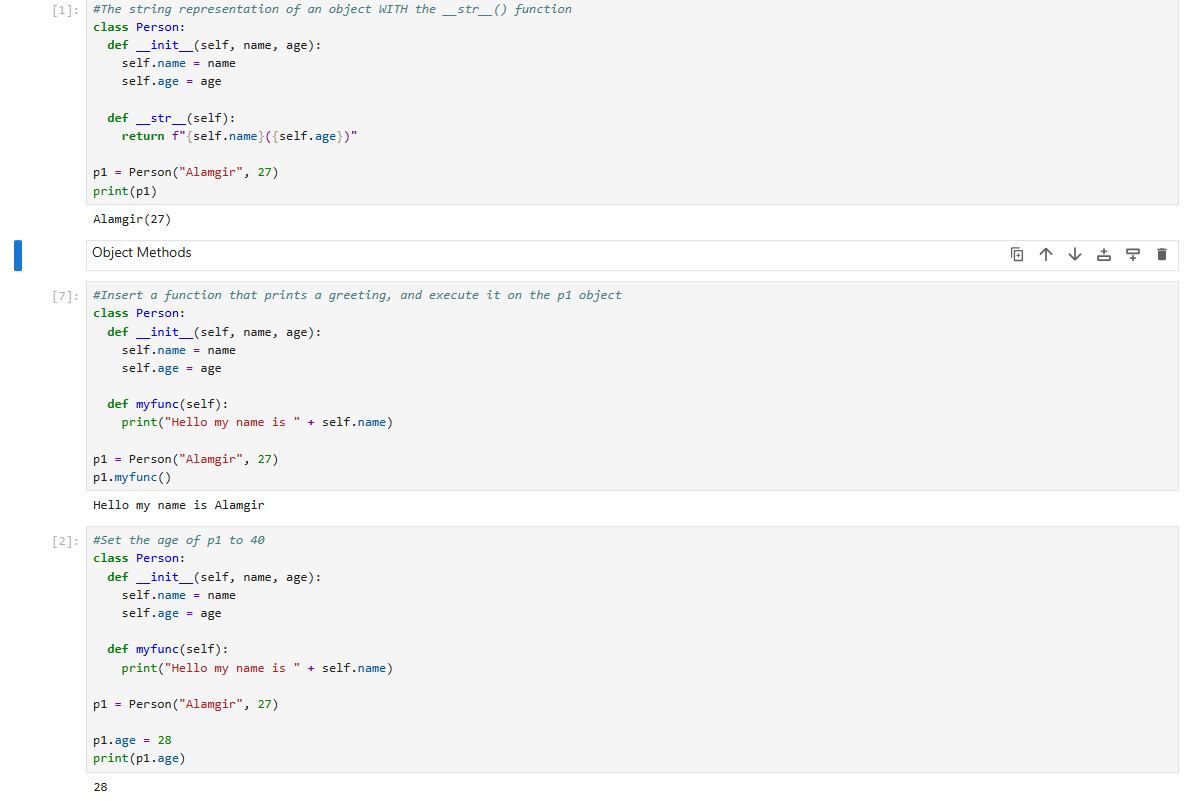 [1]: #The string representation of an object WITH the __str__() function
class Person:
  def __init__(self, name, age):
    self.name = name
    self.age = age

  def __str__(self):
    return f"{self.name}({self.age})"

p1 = Person("Alamgir", 27)
print(p1)
Alamgir(27)
Object Methods
[7]: #Insert a function that prints a greeting, and execute it on the p1 object
class Person:
  def __init__(self, name, age):
    self.name = name
    self.age = age

  def myfunc(self):
    print("Hello my name is " + self.name)

p1 = Person("Alamgir", 27)
p1.myfunc()
Hello my name is Alamgir
[2]: #Set the age of p1 to 40
class Person:
  def __init__(self, name, age):
    self.name = name
    self.age = age

  def myfunc(self):
    print("Hello my name is " + self.name)

p1 = Person("Alamgir", 27)

p1.age = 28
print(p1.age)
28